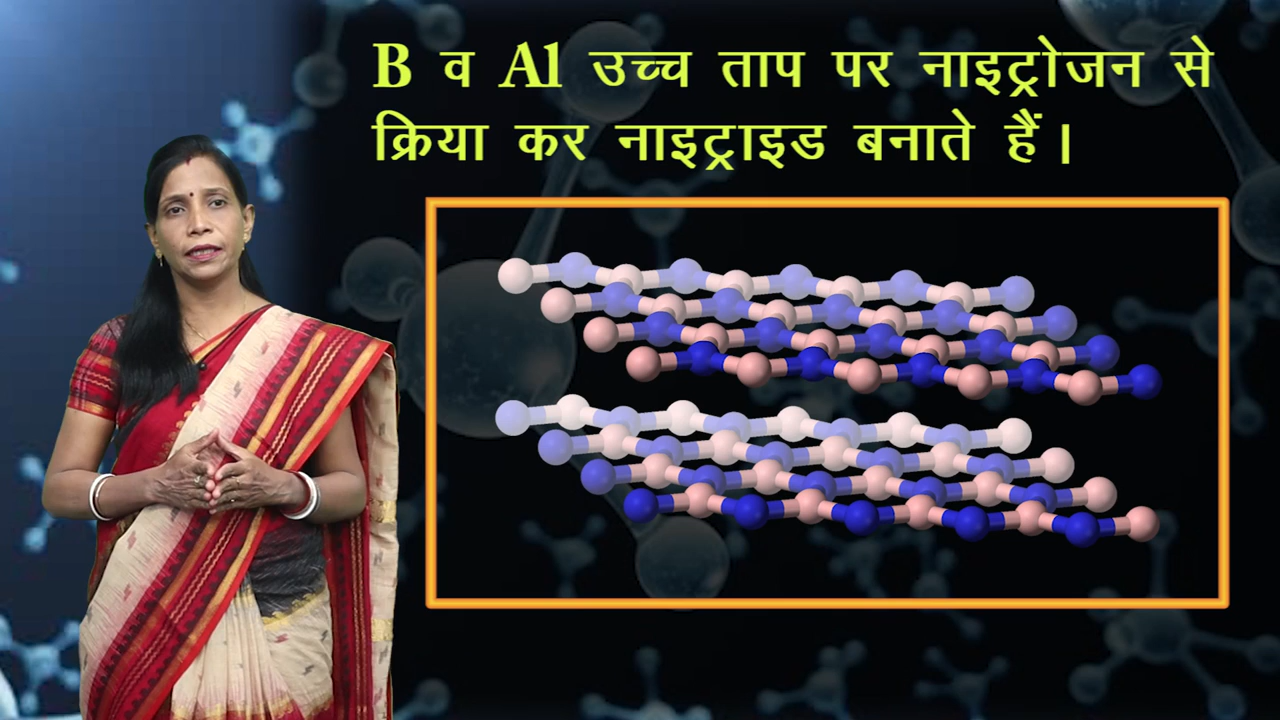 B व Al उच्च ताप पर नाइट्रोजन से
क्रिया कर नाइट्राइड बनाते हैं।